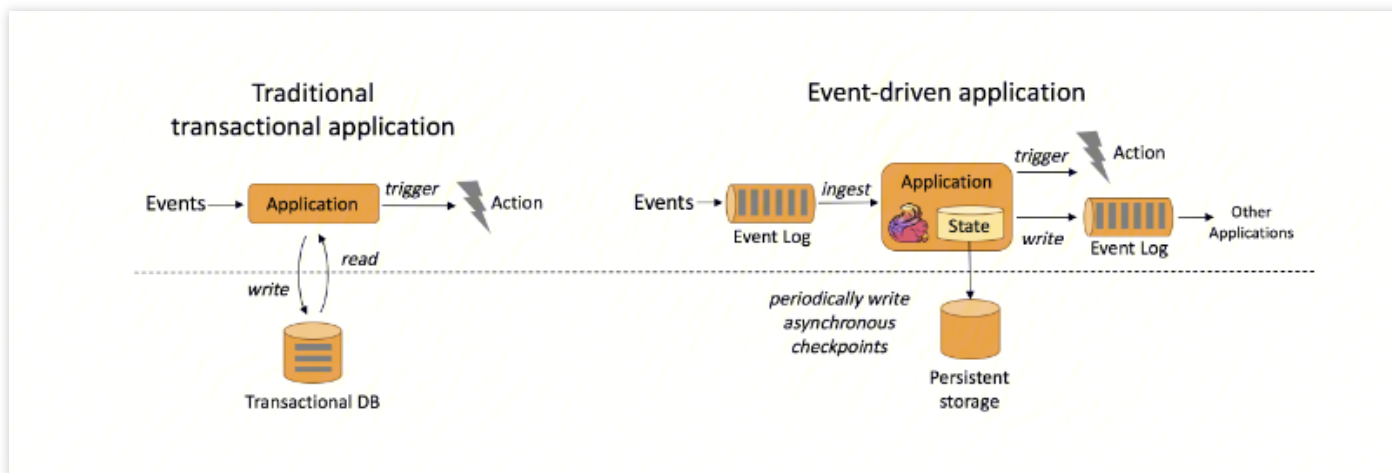 Traditional
transactional application
Events
Application
trigger
Action
write
read
Transactional DB
Event-driven application
Events
Event Log
ingest
Application
State
trigger
Action
write
Event Log
Other
Applications
periodically write
asynchronous
checkpoints
Persistent
storage